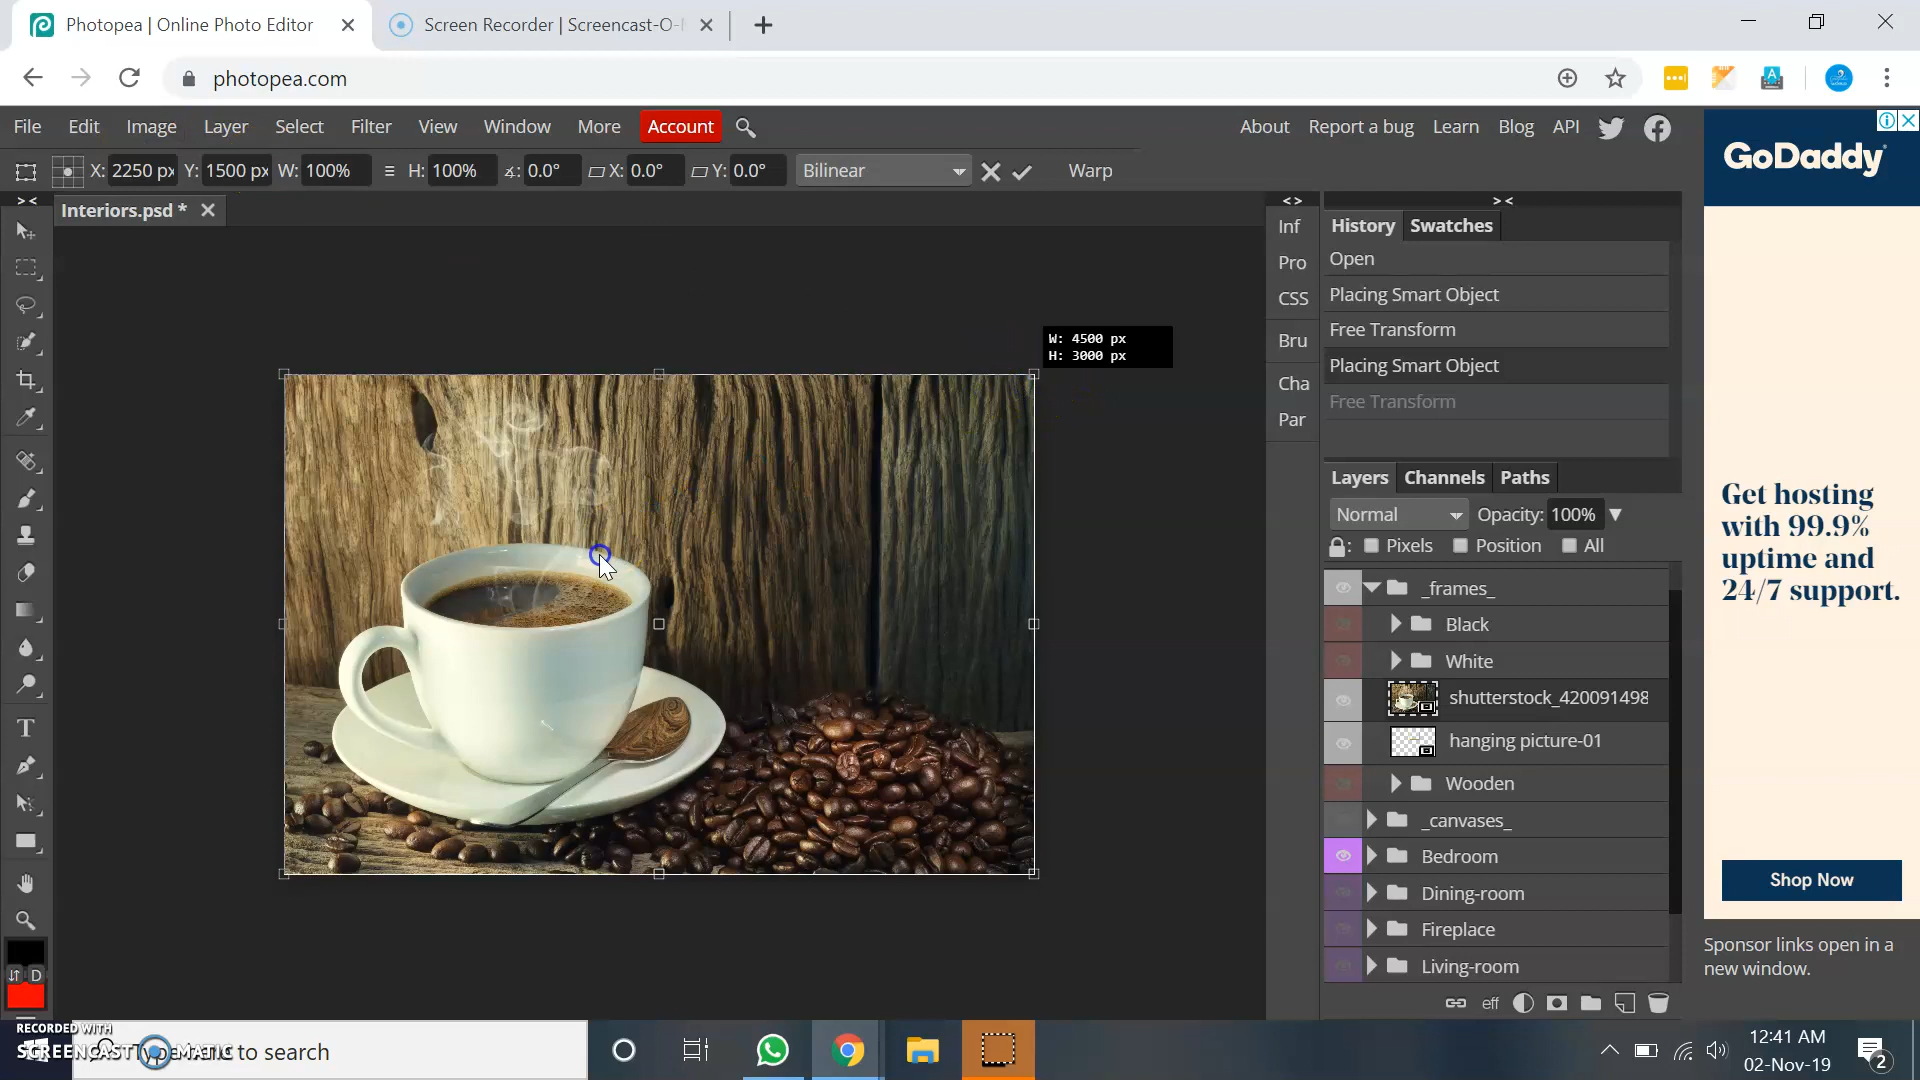 Photopea | Online Photo Editor
Screen Recorder | Screencast-O-
photopea.com
File Edit Image Layer Select Filter View Window More Account
About Report a bug Learn Blog API
X: 2250 px Y: 1500 px W: 100% H: 100% 0.0° X: 0.0° Y: 0.0° Bilinear Warp
Interiors.psd *
Inf
Pro
CSS
Bru
Cha
Par
History Swatches
Open
Placing Smart Object
Free Transform
Placing Smart Object
Free Transform
W: 4500 px
H: 3000 px
Layers Channels Paths
Normal Opacity: 100%
Pixels Position All
_frames_
Black
White
shutterstock_420091498
hanging picture-01
Wooden
_canvases_
Bedroom
Dining-room
Fireplace
Living-room
eff
D
GoDaddy
Get hosting
with 99.9%
uptime and
24/7 support.
Shop Now
Sponsor links open in a
new window.
RECORDED WITH
SCREENCAST MATIC
to search
12:41 AM
02-Nov-19
2